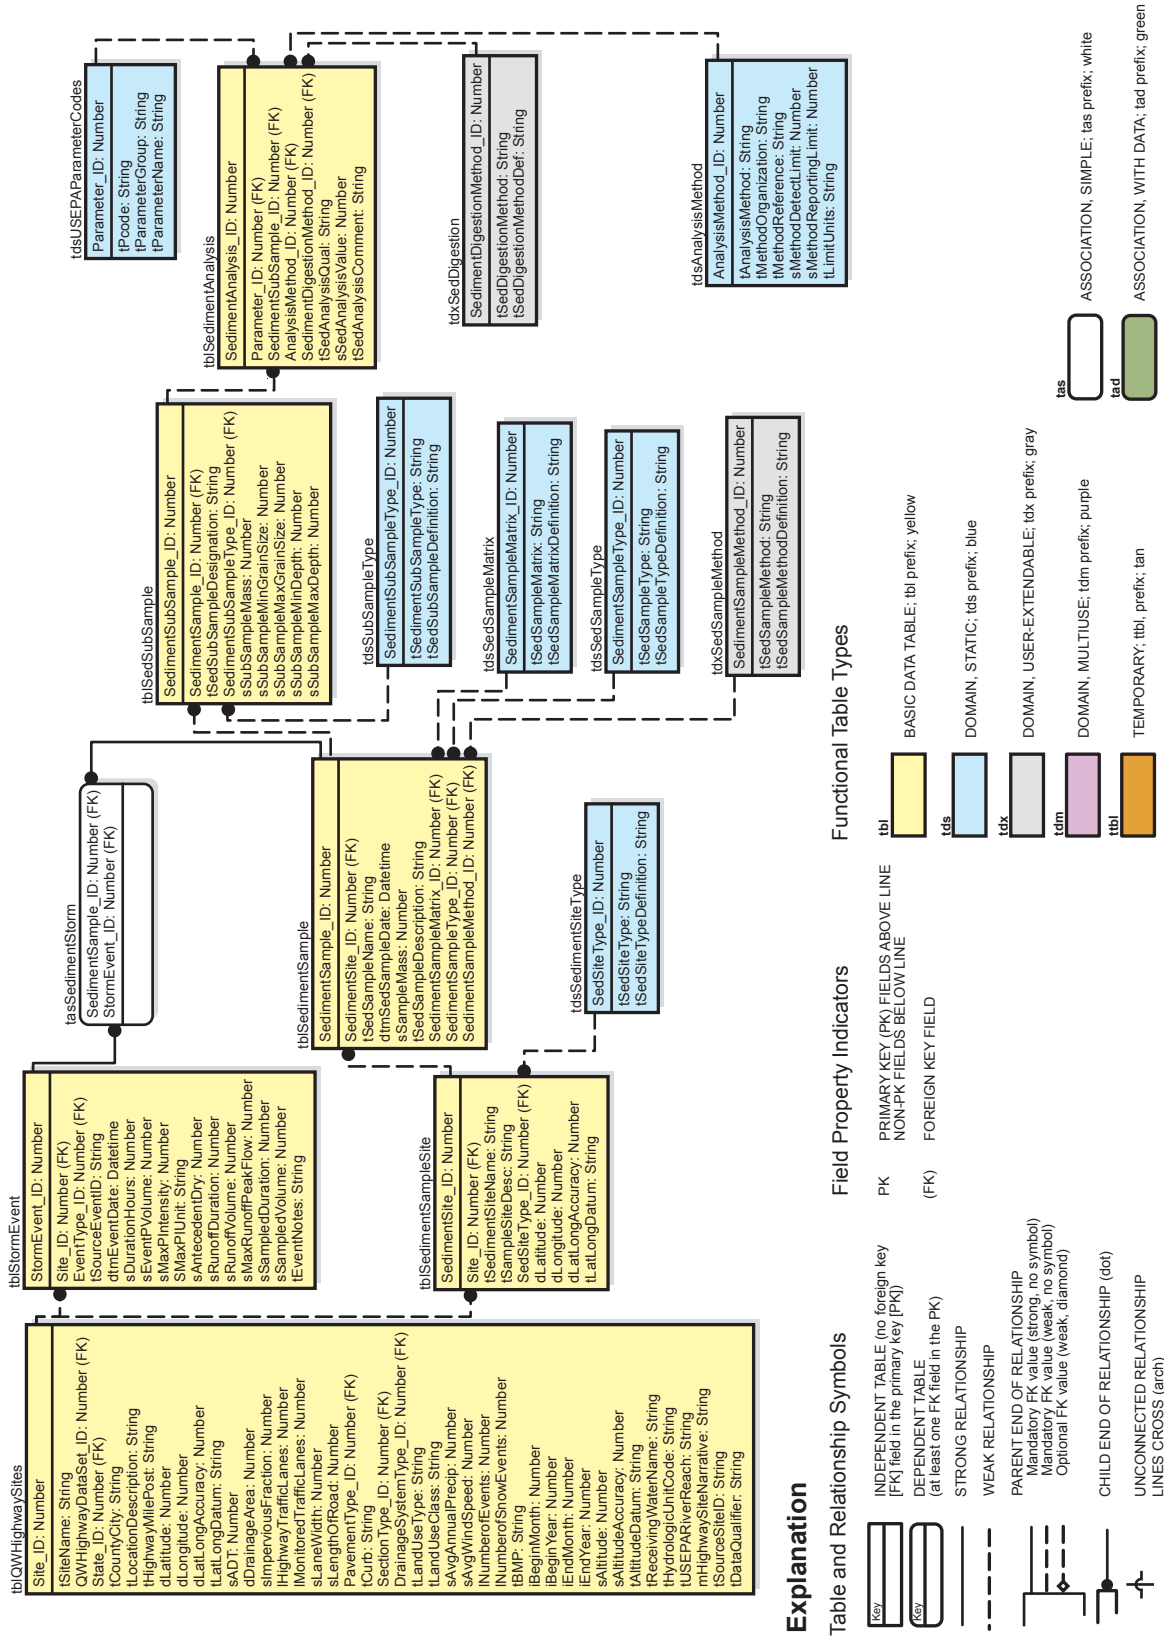 tblQWHighwaySites
Site_ID: Number
tSiteName: String
QWHighwayDataSet_ID: Number (FK)
State_ID: Number (FK)
tCountyCity: String
tLocationDescription: String
tHighwayMilePost: String
dLatitude: Number
dLongitude: Number
dLatLongAccuracy: Number
tLatLongDatum: String
sADT: Number
dDrainageArea: Number
sImperviousFraction: Number
lHighwayTrafficLanes: Number
lMonitoredTrafficLanes: Number
sLaneWidth: Number
sLengthOfRoad: Number
PavementType_ID: Number (FK)
tCurb: String
SectionType_ID: Number (FK)
DrainageSystemType_ID: Number (FK)
tLandUseType: String
tLandUseClass: String
sAvgAnnualPrecip: Number
sAvgWindSpeed: Number
lNumberofEvents: Number
lNumberofSnowEvents: Number
tBMP: String
iBeginMonth: Number
iBeginYear: Number
iEndMonth: Number
iEndYear: Number
sAltitude: Number
sAltitudeAccuracy: Number
tAltitudeDatum: String
tReceivingWaterName: String
tHydrologicUnitCode: String
tUSEPARiverReach: String
mHighwaySiteNarrative: String
tSourceSiteID: String
tDataQualifier: String
tblStormEvent
StormEvent_ID: Number
Site_ID: Number (FK)
EventType_ID: Number (FK)
tSourceEventID: String
dtmEventDate: Datetime
sDurationHours: Number
sEventPVolume: Number
sMaxPIntensity: Number
SMaxPIUnit: String
sAntecedentDry: Number
sRunoffDuration: Number
sRunoffVolume: Number
sMaxRunoffPeakFlow: Number
sSampledDuration: Number
sSampledVolume: Number
tEventNotes: String
tblSedimentSampleSite
SedimentSite_ID: Number
Site_ID: Number (FK)
tSedimentSiteName: String
tSampleSiteDesc: String
SedSiteType_ID: Number (FK)
dLatitude: Number
dLongitude: Number
dLatLongAccuracy: Number
tLatLongDatum: String
tasSedimentStorm
SedimentSample_ID: Number (FK)
StormEvent_ID: Number (FK)
tblSedimentSample
SedimentSample_ID: Number
SedimentSite_ID: Number (FK)
tSedSampleName: String
dtmSedSampleDate: Datetime
sSampleMass: Number
tSedSampleDescription: String
SedimentSampleMatrix_ID: Number (FK)
SedimentSampleType_ID: Number (FK)
SedimentSampleMethod_ID: Number (FK)
tdsSedimentSiteType
SedSiteType_ID: Number
tSedSiteType: String
tSedSiteTypeDefinition: String
tblSedSubSample
SedimentSubSample_ID: Number
SedimentSample_ID: Number (FK)
tSedSubSampleDesignation: String
SedimentSubSampleType_ID: Number (FK)
sSubSampleMass: Number
sSubSampleMinGrainSize: Number
sSubSampleMaxGrainSize: Number
sSubSampleMinDepth: Number
sSubSampleMaxDepth: Number
tdsSubSampleType
SedimentSubSampleType_ID: Number
tSedimentSubSampleType: String
tSedSubSampleDefinition: String
tdsSedSampleMatrix
SedimentSampleMatrix_ID: Number
tSedSampleMatrix: String
tSedSampleMatrixDefinition: String
tdsSedSampleType
SedimentSampleType_ID: Number
tSedSampleType: String
tSedSampleTypeDefinition: String
tdxSedSampleMethod
SedimentSampleMethod_ID: Number
tSedSampleMethod: String
tSedSampleMethodDefinition: String
tdsUSEPAParameterCodes
Parameter_ID: Number
tPcode: String
tParameterGroup: String
tParameterName: String
tblSedimentAnalysis
SedimentAnalysis_ID: Number
Parameter_ID: Number (FK)
SedimentSubSample_ID: Number (FK)
AnalysisMethod_ID: Number (FK)
SedimentDigestionMethod_ID: Number (FK)
tSedAnalysisQual: String
sSedAnalysisValue: Number
tSedAnalysisComment: String
tdxSedDigestion
SedimentDigestionMethod_ID: Number
tSedDigestionMethod: String
tSedDigestionMethodDef: String
tdsAnalysisMethod
AnalysisMethod_ID: Number
tAnalysisMethod: String
tMethodOrganization: String
tMethodReference: String
sMethodDetectLimit: Number
sMethodReportingLimit: Number
tLimitUnits: String
Explanation
Table and Relationship Symbols
Key
INDEPENDENT TABLE (no foreign key
[FK] field in the primary key [PK])
Key
DEPENDENT TABLE
(at least one FK field in the PK)
STRONG RELATIONSHIP
WEAK RELATIONSHIP
PARENT END OF RELATIONSHIP
Mandatory FK value (strong, no symbol)
Mandatory FK value (weak, no symbol)
Optional FK value (weak, diamond)
CHILD END OF RELATIONSHIP (dot)
UNCONNECTED RELATIONSHIP
LINES CROSS (arch)
Field Property Indicators
PK PRIMARY KEY (PK) FIELDS ABOVE LINE
NON-PK FIELDS BELOW LINE
(FK) FOREIGN KEY FIELD
Functional Table Types
tbl
BASIC DATA TABLE; tbl prefix; yellow
tds
DOMAIN, STATIC; tds prefix; blue
tdx
DOMAIN, USER-EXTENDABLE; tdx prefix; gray
tdm
DOMAIN, MULTIUSE; tdm prefix; purple
ttbl
TEMPORARY; ttbl, prefix; tan
tas
ASSOCIATION, SIMPLE; tas prefix; white
tad
ASSOCIATION, WITH DATA; tad prefix; green